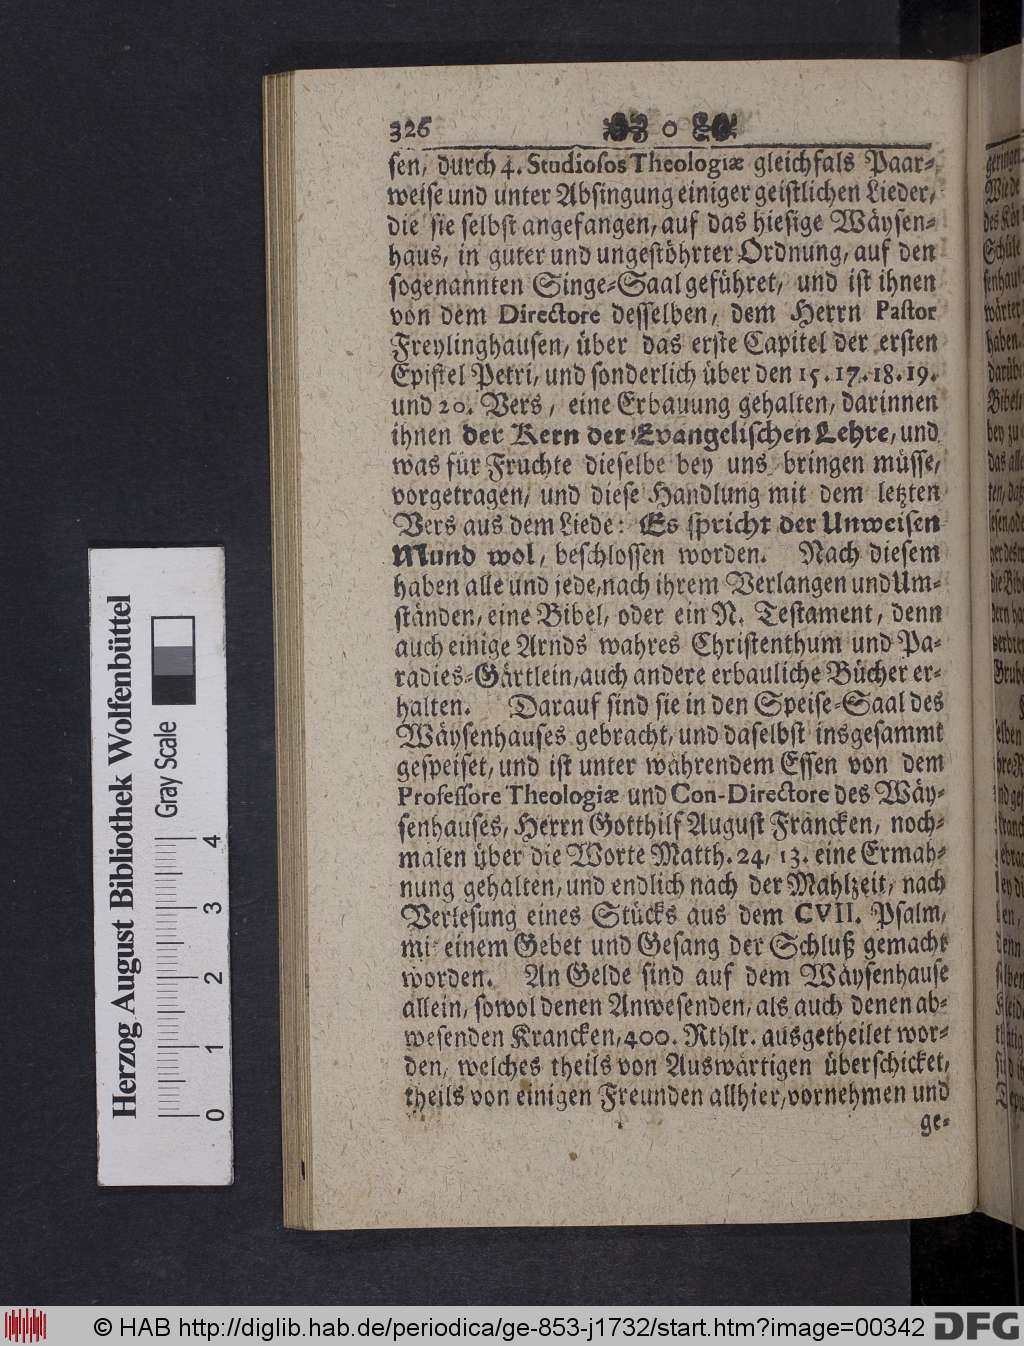 326 o
sen, durch 4. Studiosos Theologiæ gleichfals Paar-
weise und unter Absingung einiger geistlichen Lieder,
die sie selbst angefangen, auf das hiesige Wäysen-
haus, in guter und ungestöhrter Ordnung, auf den
sogenannten Singe-Saal geführet, und ist ihnen
von dem Directore desselben, dem Herrn Pastor
Freylinghausen, über das erste Capitel der ersten
Epistel Petri, und sonderlich über den 15. 17. 18. 19.
und 20. Vers, eine Erbauung gehalten, darinnen
ihnen der Kern der Evangelischen Lehre, und
was für Früchte dieselbe bey uns bringen müsse,
vorgetragen, und diese Handlung mit dem letzten
Vers aus dem Liede: Es spricht der Unweisen
Mund wol, beschlossen worden. Nach diesem
haben alle und jede, nach ihrem Verlangen und Um-
ständen, eine Bibel, oder ein N. Testament, denn
auch einige Arnds wahres Christenthum und Pa-
radies-Gärtlein, auch andere erbauliche Bücher er-
halten. Darauf sind sie in den Speise-Saal des
Wäysenhauses gebracht, und daselbst insgesammt
gespeiset, und ist unter währendem Essen von dem
Professore Theologiæ und Con-Directore des Wäy-
senhauses, Herrn Gotthilf August Francken, noch-
malen über die Worte Matth. 24, 13. eine Ermah-
nung gehalten, und endlich nach der Mahlzeit, nach
Verlesung eines Stücks aus dem CVII. Psalm,
mit einem Gebet und Gesang der Schluß gemacht
worden. An Gelde sind auf dem Wäysenhause
allein, sowol denen Anwesenden, als auch denen ab-
wesenden Krancken, 400. Rthlr. ausgetheilet wor-
den, welches theils von Auswärtigen überschicket,
theils von einigen Freunden allhier, vornehmen und
ge-
Herzog August Bibliothek Wolfenbüttel
Gray Scale
0 1 2 3 4
© HAB http://diglib.hab.de/periodica/ge-853-j1732/start.htm?image=00342
DFG